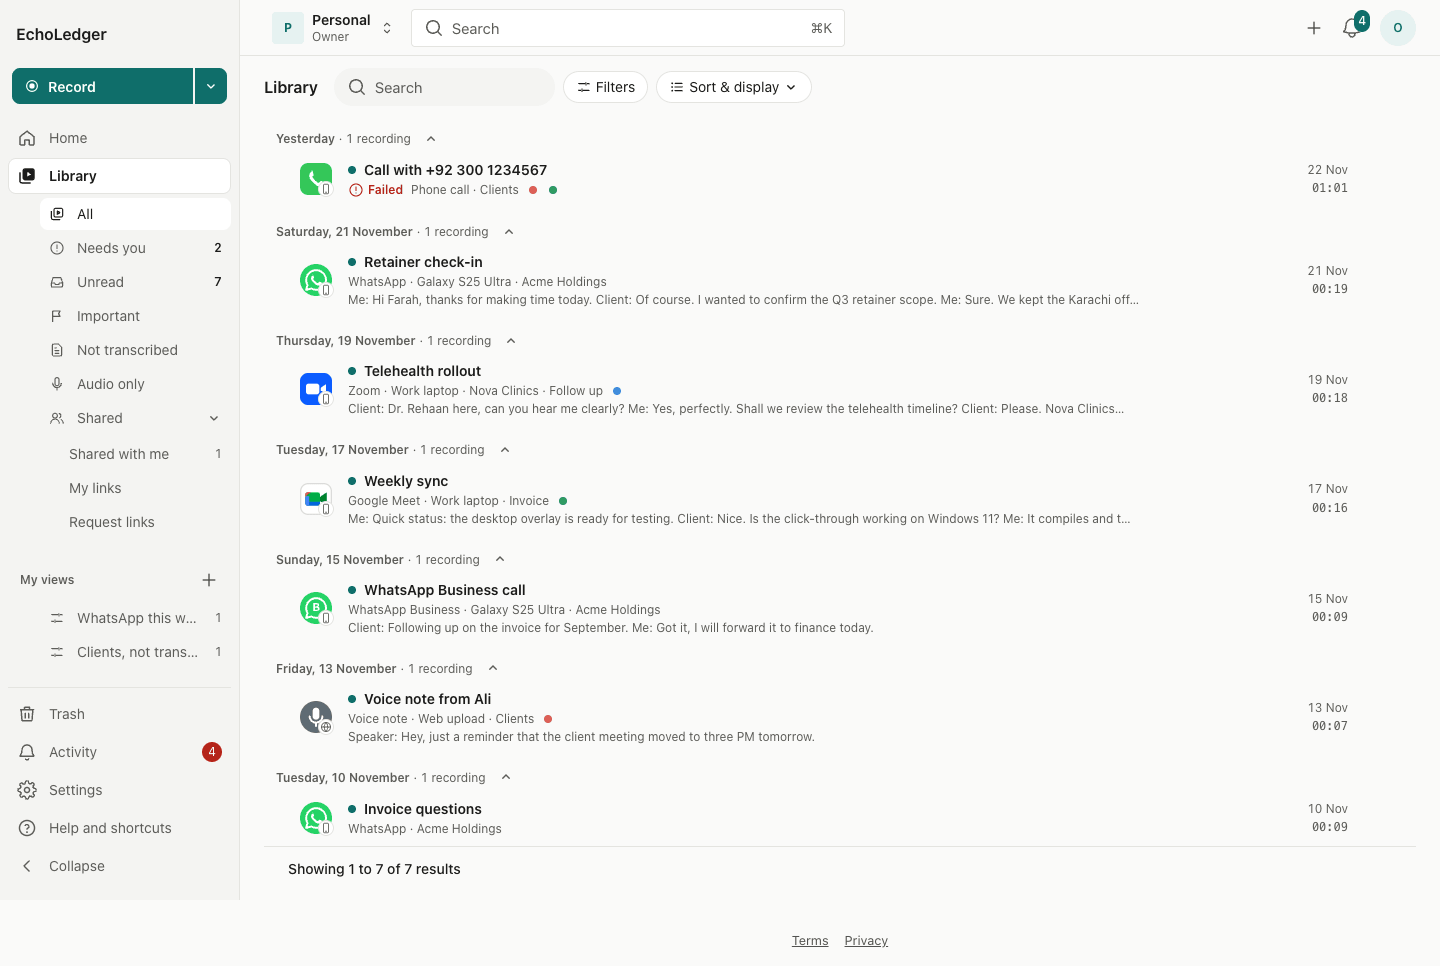 EchoLedger
Record
Home
Library
All
Needs you 2
Unread 7
Important
Not transcribed
Audio only
Shared
Shared with me 1
My links
Request links
My views
WhatsApp this w... 1
Clients, not trans... 1
Trash
Activity 4
Settings
Help and shortcuts
Collapse
P Personal
Owner
Search ⌘K
4
O
Library Search Filters Sort & display
Yesterday · 1 recording
Call with +92 300 1234567 22 Nov
Failed Phone call · Clients 01:01
Saturday, 21 November · 1 recording
Retainer check-in
WhatsApp · Galaxy S25 Ultra · Acme Holdings 21 Nov
Me: Hi Farah, thanks for making time today. Client: Of course. I wanted to confirm the Q3 retainer scope. Me: Sure. We kept the Karachi off... 00:19
Thursday, 19 November · 1 recording
Telehealth rollout
Zoom · Work laptop · Nova Clinics · Follow up 19 Nov
Client: Dr. Rehaan here, can you hear me clearly? Me: Yes, perfectly. Shall we review the telehealth timeline? Client: Please. Nova Clinics... 00:18
Tuesday, 17 November · 1 recording
Weekly sync
Google Meet · Work laptop · Invoice 17 Nov
Me: Quick status: the desktop overlay is ready for testing. Client: Nice. Is the click-through working on Windows 11? Me: It compiles and t... 00:16
Sunday, 15 November · 1 recording
B WhatsApp Business call
WhatsApp Business · Galaxy S25 Ultra · Acme Holdings 15 Nov
Client: Following up on the invoice for September. Me: Got it, I will forward it to finance today. 00:09
Friday, 13 November · 1 recording
Voice note from Ali
Voice note · Web upload · Clients 13 Nov
Speaker: Hey, just a reminder that the client meeting moved to three PM tomorrow. 00:07
Tuesday, 10 November · 1 recording
Invoice questions 10 Nov
WhatsApp · Acme Holdings 00:09
Showing 1 to 7 of 7 results
Terms Privacy